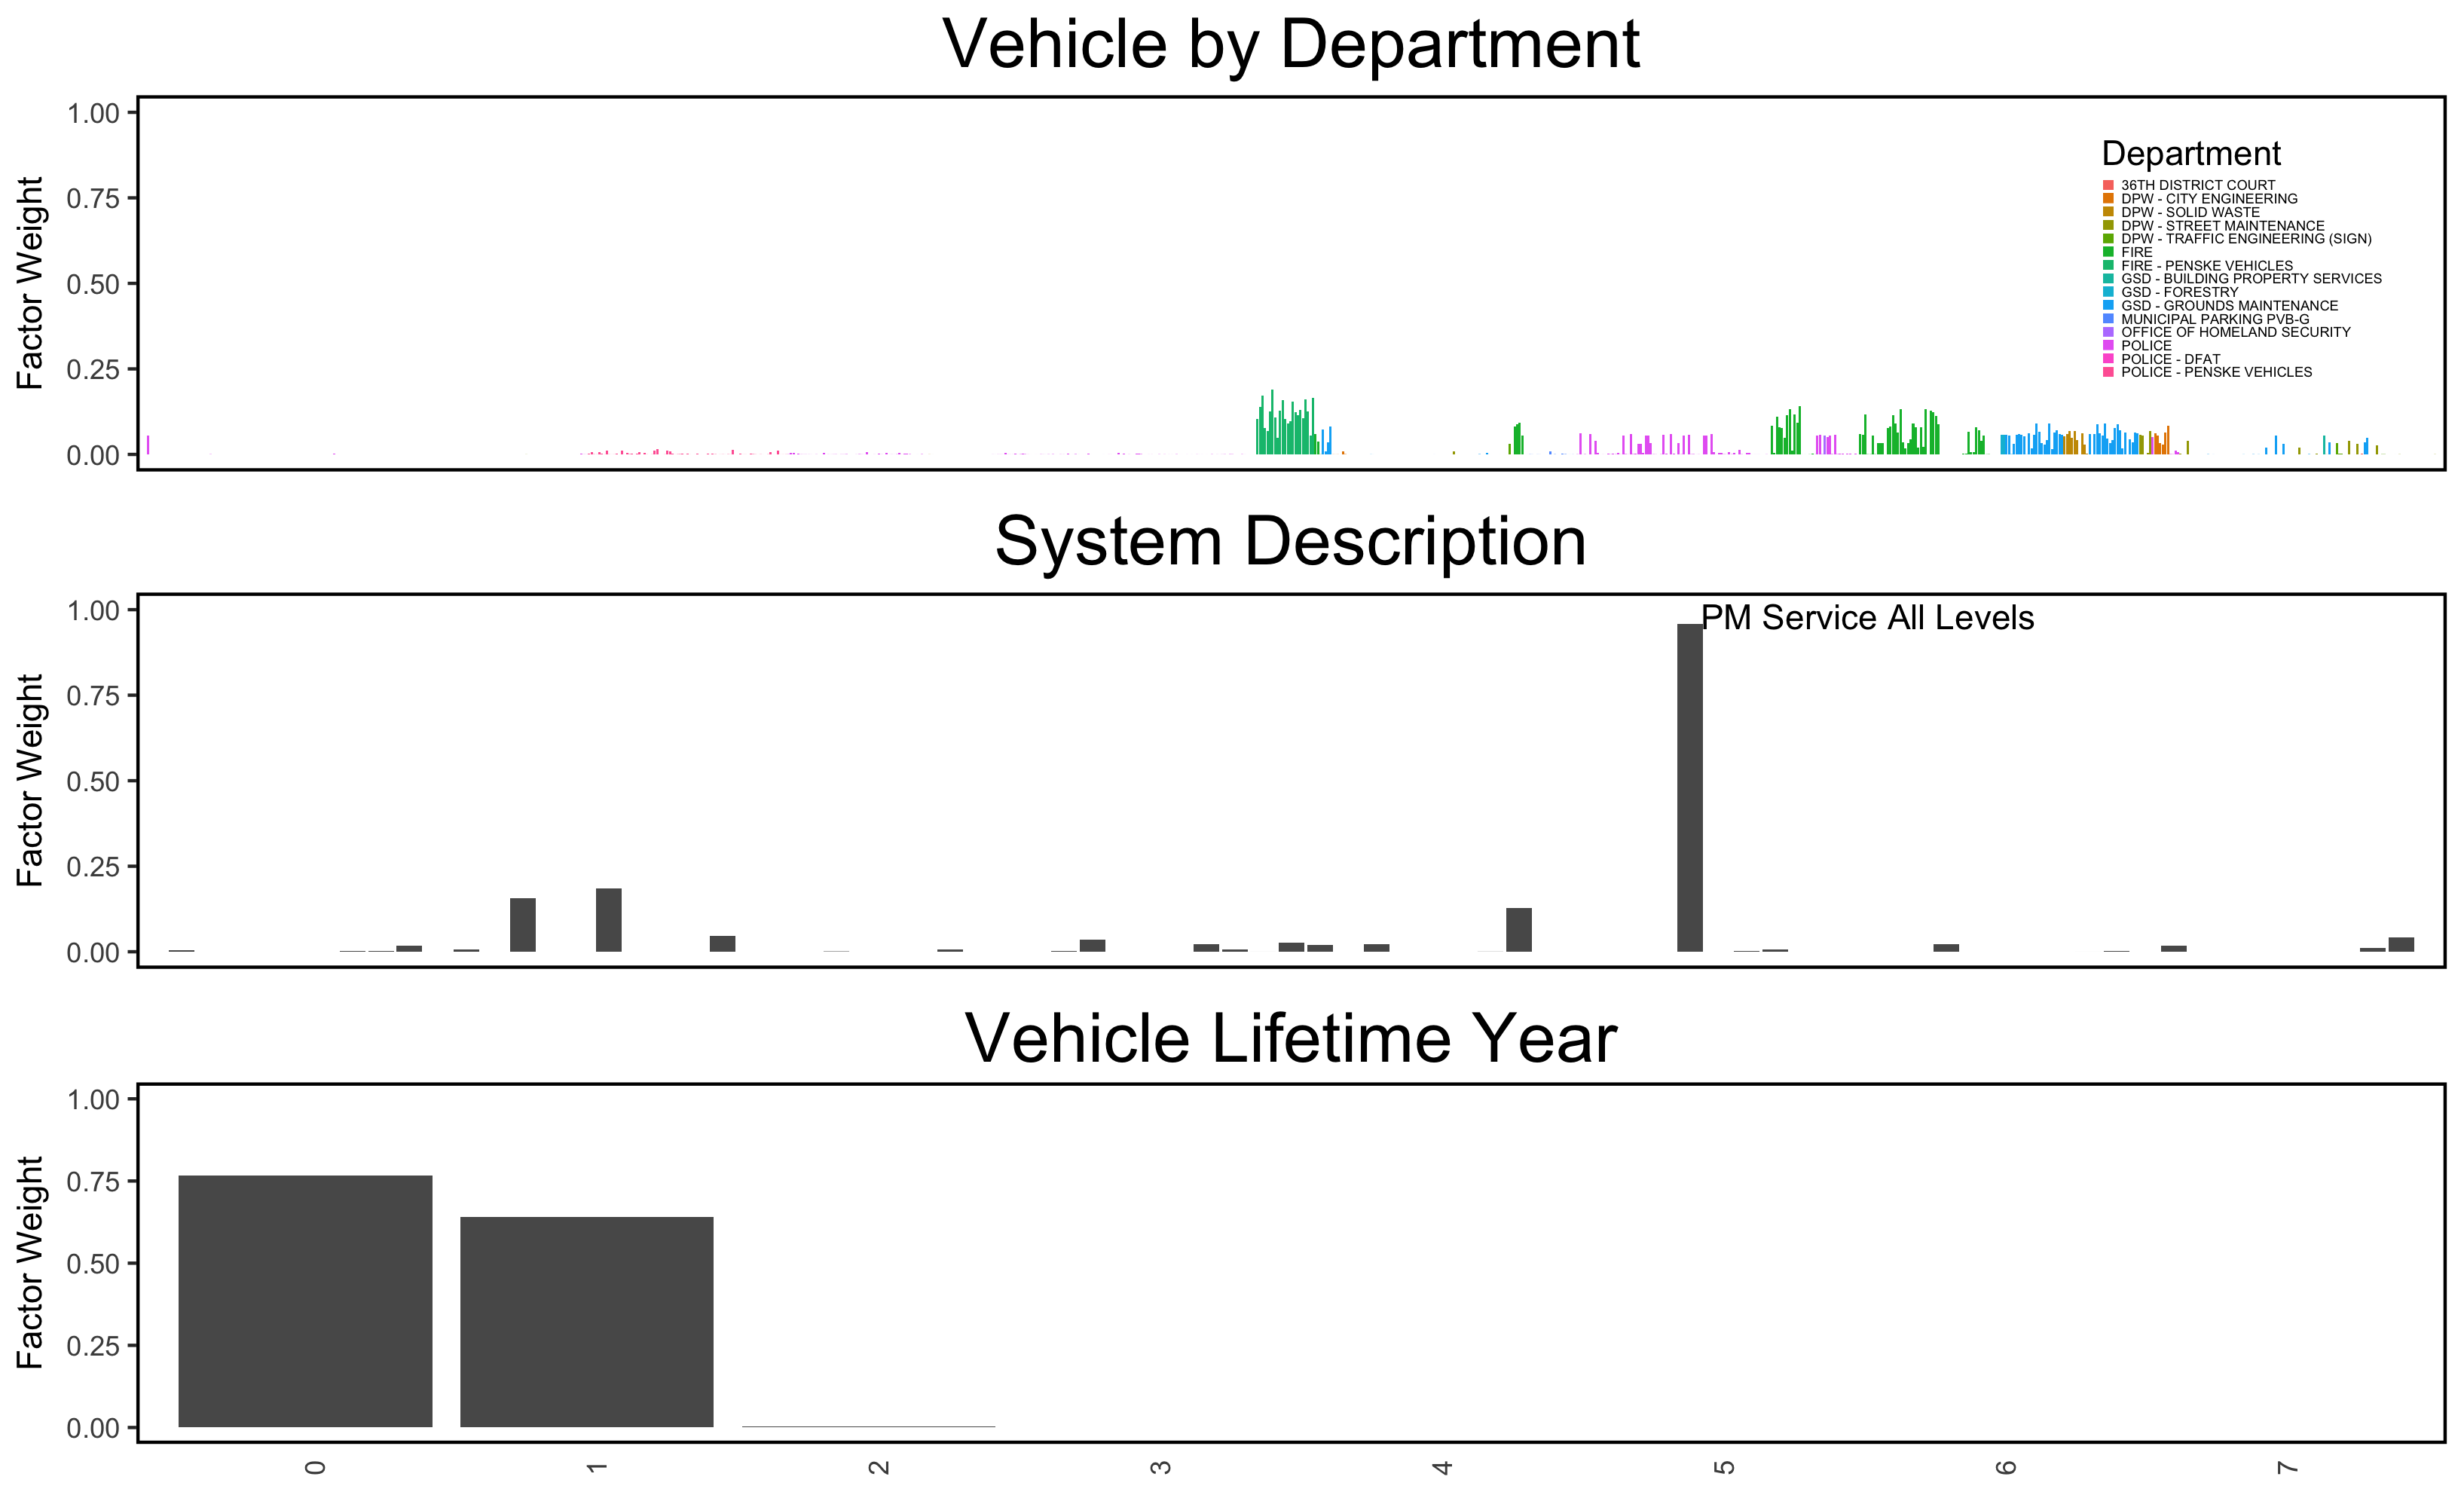 Vehicle by Department
Factor Weight
1.00
0.75
0.50
0.25
0.00
Department
36TH DISTRICT COURT
DPW - CITY ENGINEERING
DPW - SOLID WASTE
DPW - STREET MAINTENANCE
DPW - TRAFFIC ENGINEERING (SIGN)
FIRE
FIRE - PENSKE VEHICLES
GSD - BUILDING PROPERTY SERVICES
GSD - FORESTRY
GSD - GROUNDS MAINTENANCE
MUNICIPAL PARKING PVB-G
OFFICE OF HOMELAND SECURITY
POLICE
POLICE - DFAT
POLICE - PENSKE VEHICLES
System Description
Factor Weight
1.00
0.75
0.50
0.25
0.00
PM Service All Levels
Vehicle Lifetime Year
Factor Weight
1.00
0.75
0.50
0.25
0.00
0 1 2 3 4 5 6 7